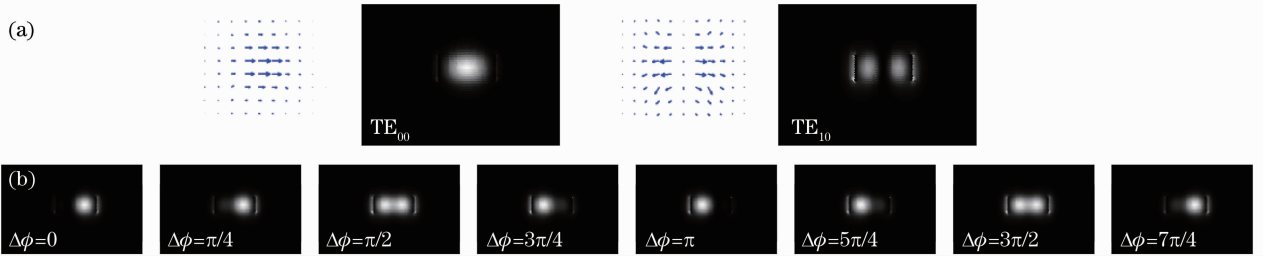 (a)
TE₀₀
TE₁₀
(b)
Δϕ=0
Δϕ=π/4
Δϕ=π/2
Δϕ=3π/4
Δϕ=π
Δϕ=5π/4
Δϕ=3π/2
Δϕ=7π/4